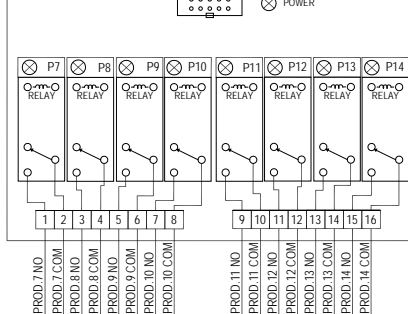 POWER
P7 P8 P9 P10 P11 P12 P13 P14
RELAY RELAY RELAY RELAY RELAY RELAY RELAY RELAY
1 2 3 4 5 6 7 8 9 10 11 12 13 14 15 16
PROD.7 NO
PROD.7 COM
PROD.8 NO
PROD.8 COM
PROD.9 NO
PROD.9 COM
PROD.10 NO
PROD.10 COM
PROD.11 NO
PROD.11 COM
PROD.12 NO
PROD.12 COM
PROD.13 NO
PROD.13 COM
PROD.14 NO
PROD.14 COM